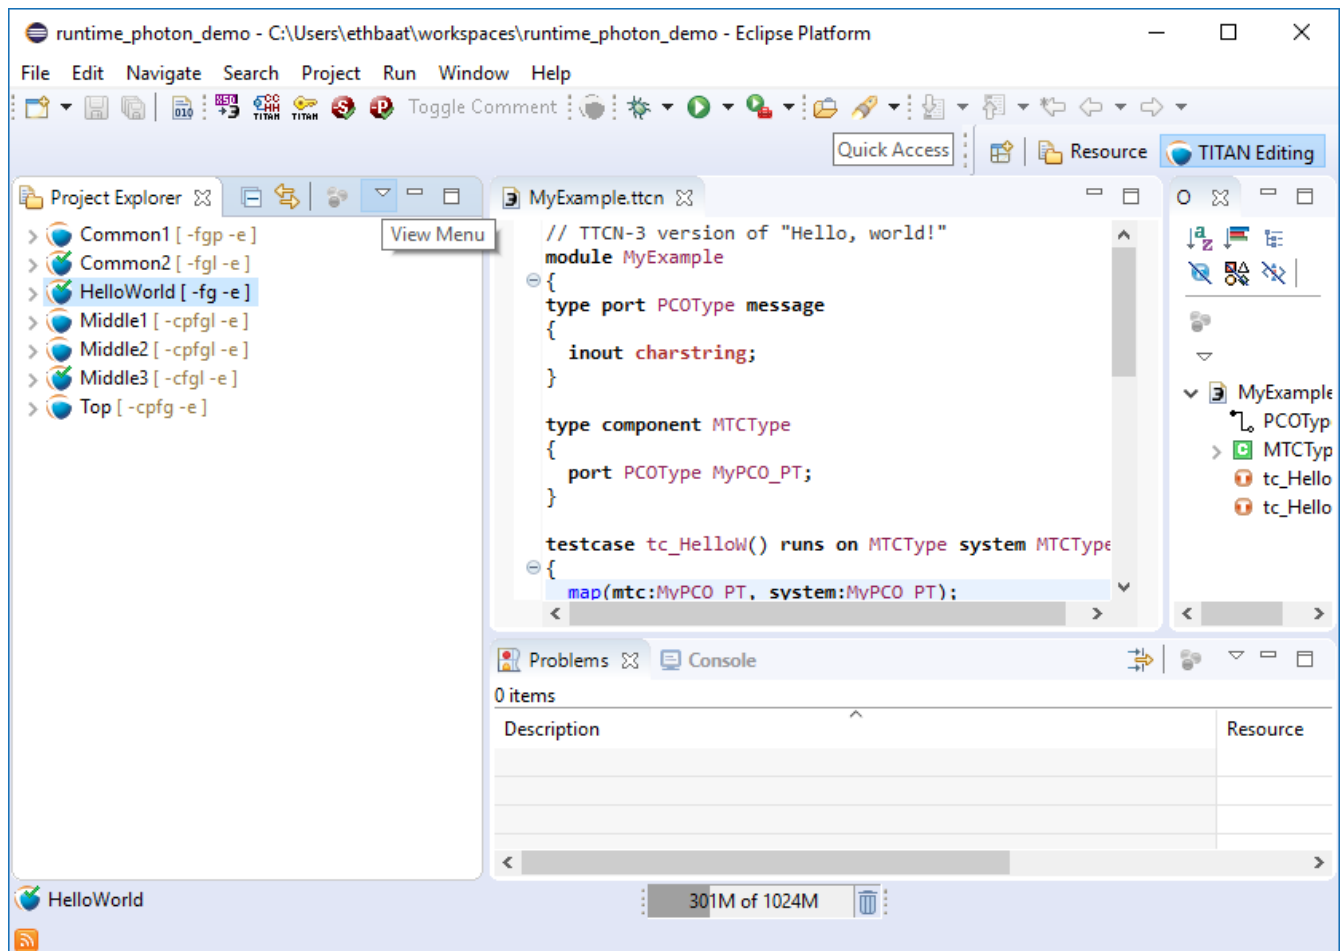 runtime_photon_demo - C:\Users\ethbaat\workspaces\runtime_photon_demo - Eclipse Platform
File Edit Navigate Search Project Run Window Help
010 TITAN TITAN Toggle Comment
Quick Access Resource TITAN Editing
Project Explorer
View Menu
Common1 [ -fgp -e ]
Common2 [ -fgl -e ]
HelloWorld [ -fg -e ]
Middle1 [ -cpfgl -e ]
Middle2 [ -cpfgl -e ]
Middle3 [ -cfgl -e ]
Top [ -cpfg -e ]
MyExample.ttcn
// TTCN-3 version of "Hello, world!"
module MyExample
{
type port PCOType message
{
inout charstring;
}
type component MTCType
{
port PCOType MyPCO_PT;
}
testcase tc_HelloW() runs on MTCType system MTCType
{
map(mtc:MyPCO_PT, system:MyPCO_PT);
O
MyExample
PCOTyp
MTCTyp
tc_Hello
tc_Hello
Problems Console
0 items
Description Resource
HelloWorld
301M of 1024M